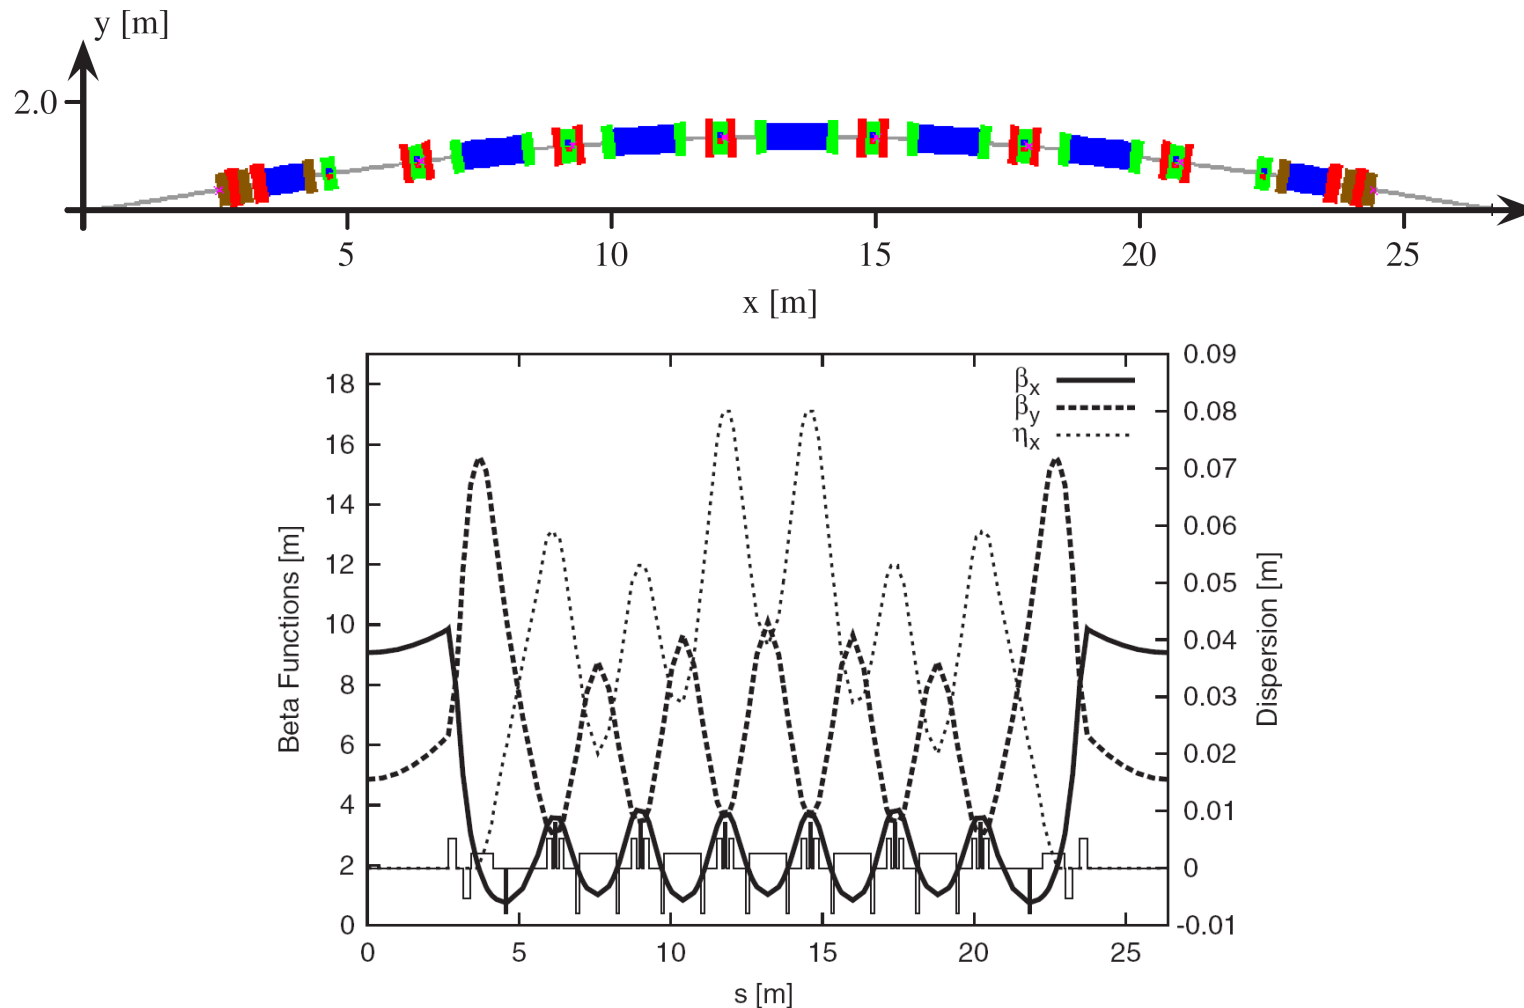 y [m]
2.0
5 10 15 20 25
x [m]
18
16
14
12
10
8
6
4
2
0
Beta Functions [m]
βx
βy
ηx
0.09
0.08
0.07
0.06
0.05
0.04
0.03
0.02
0.01
0
-0.01
Dispersion [m]
0 5 10 15 20 25
s [m]